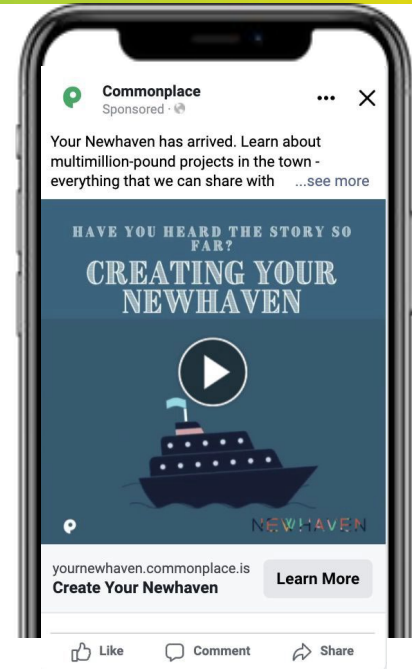 Commonplace
Sponsored ·
Your Newhaven has arrived. Learn about
multimillion-pound projects in the town -
everything that we can share with ...see more
HAVE YOU HEARD THE STORY SO
FAR?
CREATING YOUR
NEWHAVEN
NEWHAVEN
yournewhaven.commonplace.is
Create Your Newhaven
Learn More
Like Comment Share